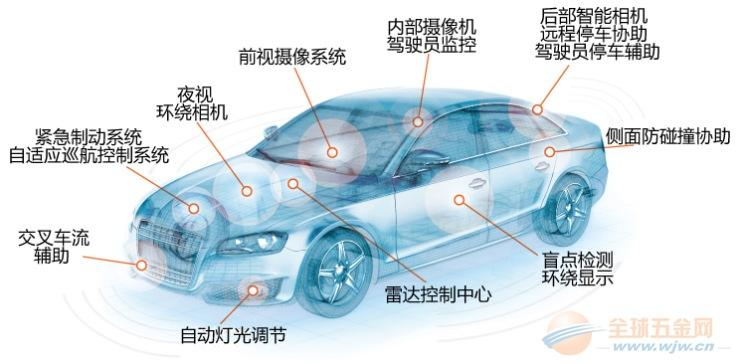 内部摄像机
驾驶员监控
后部智能相机
远程停车协助
驾驶员停车辅助
前视摄像系统
夜视
环绕相机
紧急制动系统
自适应巡航控制系统
侧面防碰撞协助
交叉车流
辅助
盲点检测
环绕显示
雷达控制中心
自动灯光调节
全球五金网
www.wjw.cn